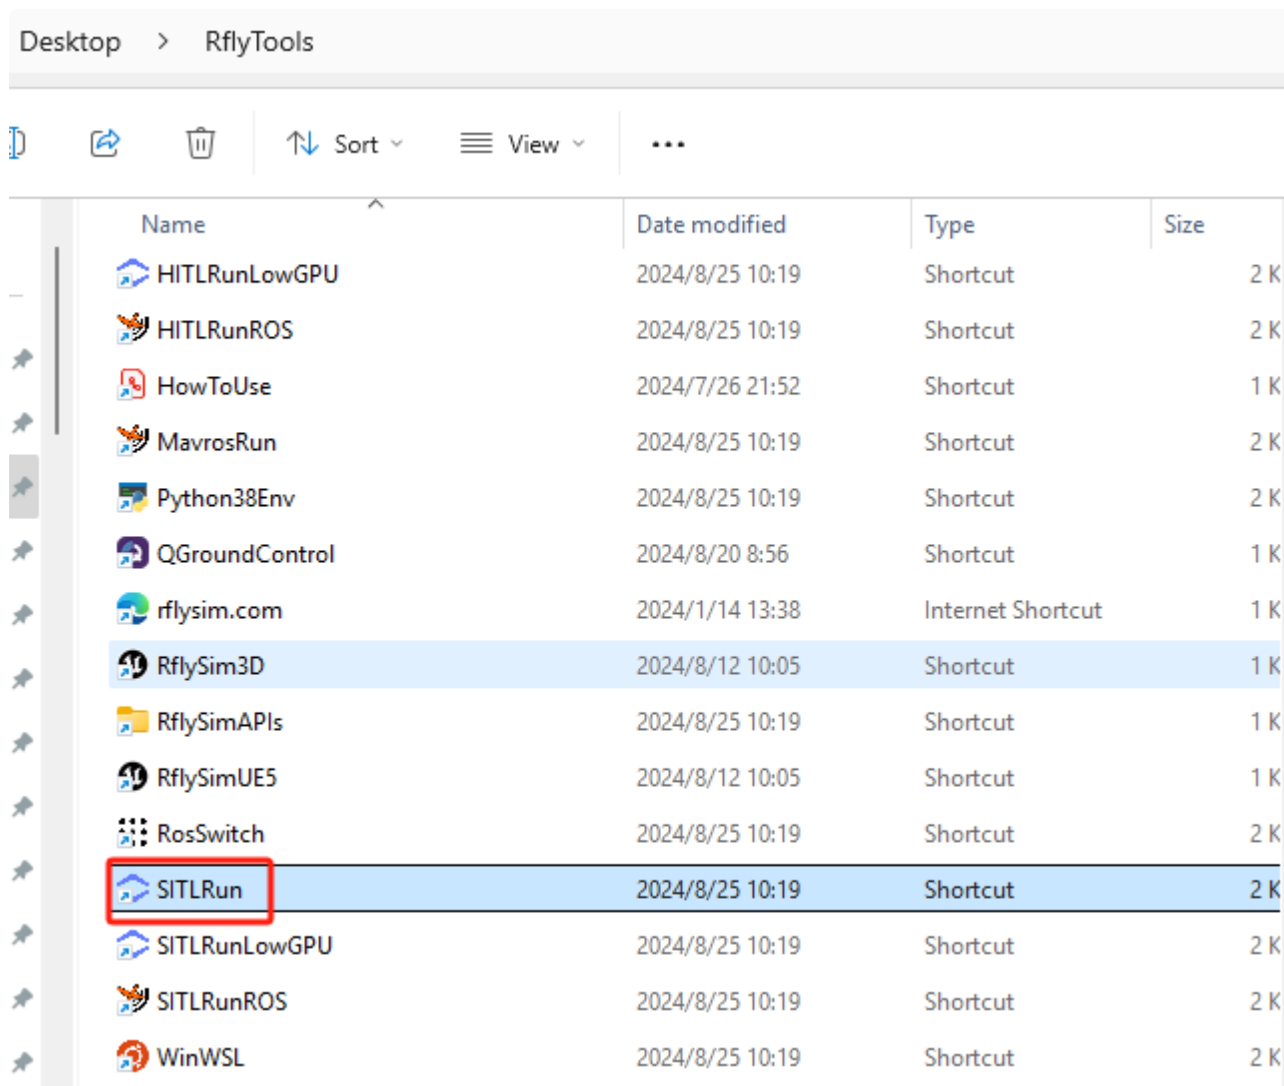 Desktop > RflyTools
Sort View
Name Date modified Type Size
HITLRunLowGPU 2024/8/25 10:19 Shortcut 2 K
HITLRunROS 2024/8/25 10:19 Shortcut 2 K
HowToUse 2024/7/26 21:52 Shortcut 1 K
MavrosRun 2024/8/25 10:19 Shortcut 2 K
Python38Env 2024/8/25 10:19 Shortcut 2 K
QGroundControl 2024/8/20 8:56 Shortcut 1 K
rflysim.com 2024/1/14 13:38 Internet Shortcut 1 K
RflySim3D 2024/8/12 10:05 Shortcut 1 K
RflySimAPIs 2024/8/25 10:19 Shortcut 1 K
RflySimUE5 2024/8/12 10:05 Shortcut 1 K
RosSwitch 2024/8/25 10:19 Shortcut 2 K
SITLRun 2024/8/25 10:19 Shortcut 2 K
SITLRunLowGPU 2024/8/25 10:19 Shortcut 2 K
SITLRunROS 2024/8/25 10:19 Shortcut 2 K
WinWSL 2024/8/25 10:19 Shortcut 2 K